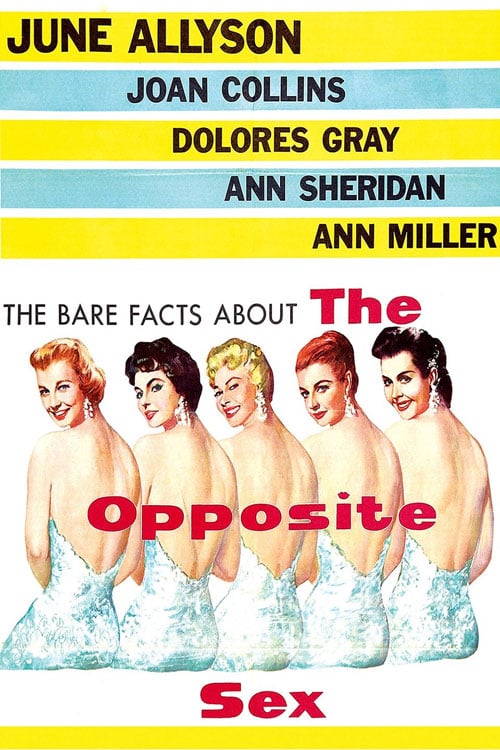 JUNE ALLYSON
JOAN COLLINS
DOLORES GRAY
ANN SHERIDAN
ANN MILLER
THE BARE FACTS ABOUT The
Opposite
Sex